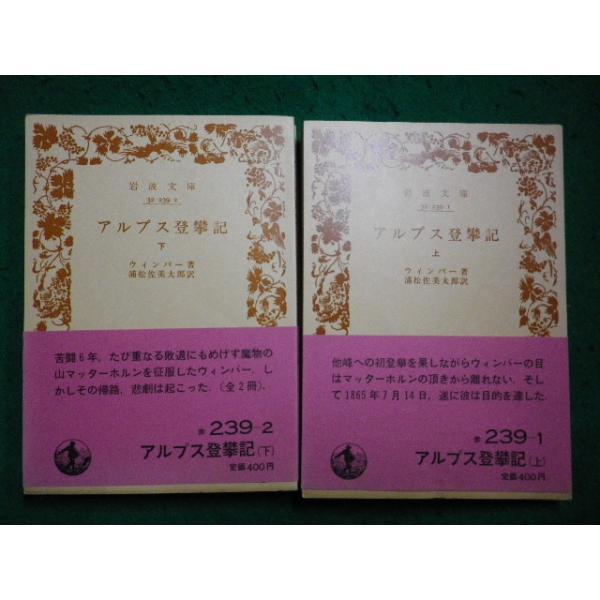 岩波文庫
32-239-2
アルプス登攀記
下
ウィンパー著
浦松佐美太郎訳
苦闘6年,たび重なる敗退にもめげず魔物の
山マッターホルンを征服したウィンパー.し
かしその帰路,悲劇は起こった.(全2冊).
赤 239-2
アルプス登攀記(下)
定価400円
岩波文庫
32-239-1
アルプス登攀記
上
ウィンパー著
浦松佐美太郎訳
他峰への初登攀を果しながらウィンパーの目
はマッターホルンの頂きから離れない.そし
て1865年7月14日,遂に彼は目的を達した.
赤 239-1
アルプス登攀記(上)
定価400円